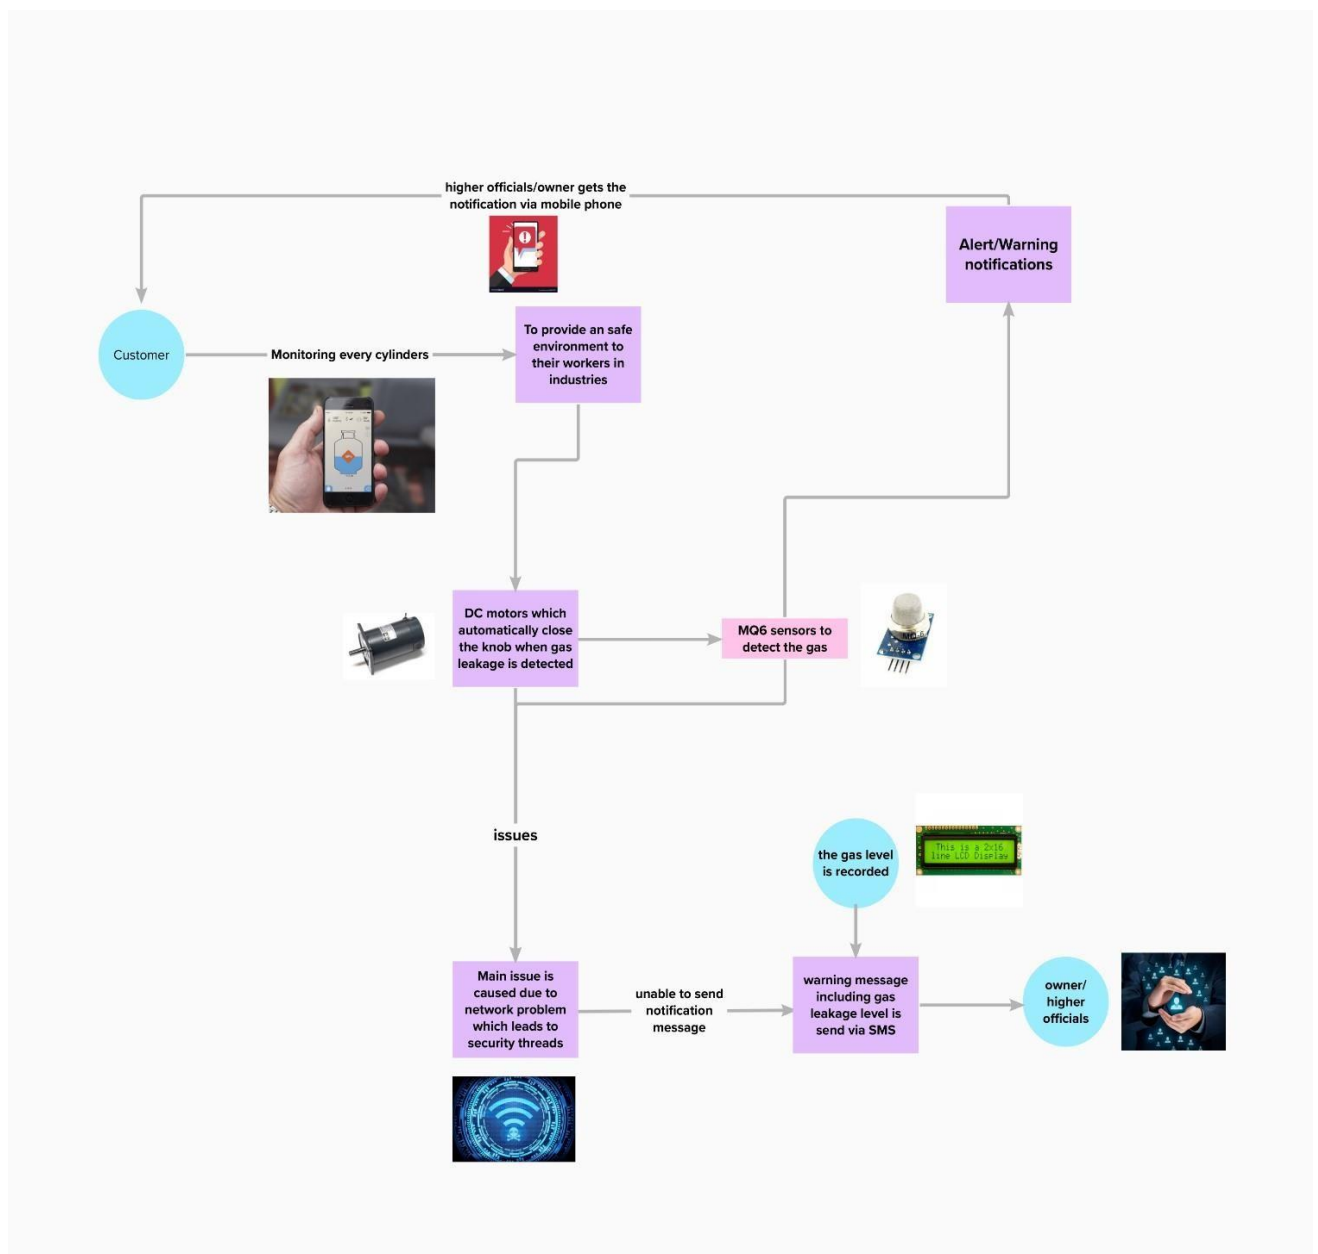 higher officials/owner gets the
notification via mobile phone
Alert/Warning
notifications
Customer
Monitoring every cylinders
To provide an safe
environment to
their workers in
industries
DC motors which
automatically close
the knob when gas
leakage is detected
MQ6 sensors to
detect the gas
MQ-6
issues
the gas level
is recorded
This is a 2x16
line LCD Display
Main issue is
caused due to
network problem
which leads to
security threads
unable to send
notification
message
warning message
including gas
leakage level is
send via SMS
owner/
higher
officials